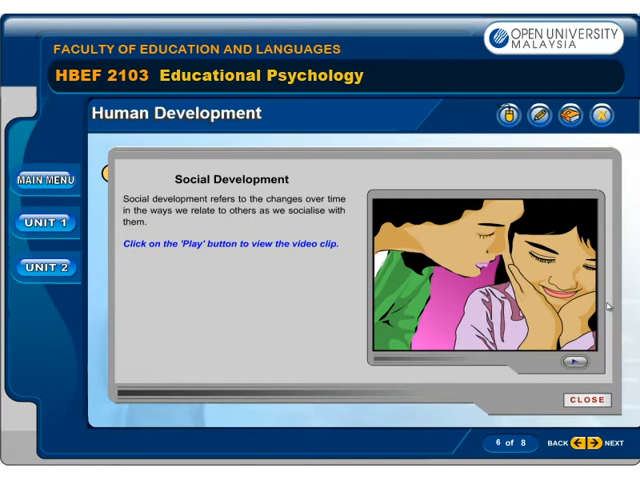 OPEN UNIVERSITY
MALAYSIA
FACULTY OF EDUCATION AND LANGUAGES
HBEF 2103 Educational Psychology
Human Development
MAIN MENU
UNIT 1
UNIT 2
Social Development
Social development refers to the changes over time
in the ways we relate to others as we socialise with
them.
Click on the 'Play' button to view the video clip.
CLOSE
6 of 8
BACK
NEXT